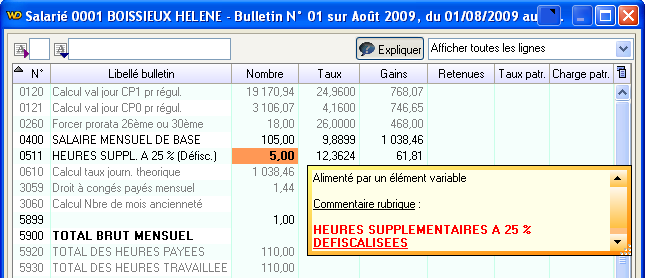 Salarié 0001 BOISSIEUX HELENE - Bulletin N° 01 sur Août 2009, du 01/08/2009 au
Expliquer Afficher toutes les lignes
N° Libellé bulletin Nombre Taux Gains Retenues Taux patr. Charge patr.
0120 Calcul val jour CP1 pr régul. 19 170,94 24,9600 768,07
0121 Calcul val jour CP0 pr régul. 3 106,07 4,1600 746,65
0260 Forcer prorata 26ème ou 30ème 18,00 26,0000 468,00
0400 SALAIRE MENSUEL DE BASE 105,00 9,8899 1 038,46
0511 HEURES SUPPL. A 25 % (Défisc.) 5,00 12,3624 61,81
0610 Calcul taux journ. theorique 1 038,46
3059 Droit à congés payés mensuel 1,44
3060 Calcul Nbre de mois ancienneté
5899 1,00
5900 TOTAL BRUT MENSUEL
5920 TOTAL DES HEURES PAYEES 110,00
5930 TOTAL DES HEURES TRAVAILLEE 110,00
Alimenté par un élément variable
Commentaire rubrique :
HEURES SUPPLEMENTAIRES A 25 %
DEFISCALISEES